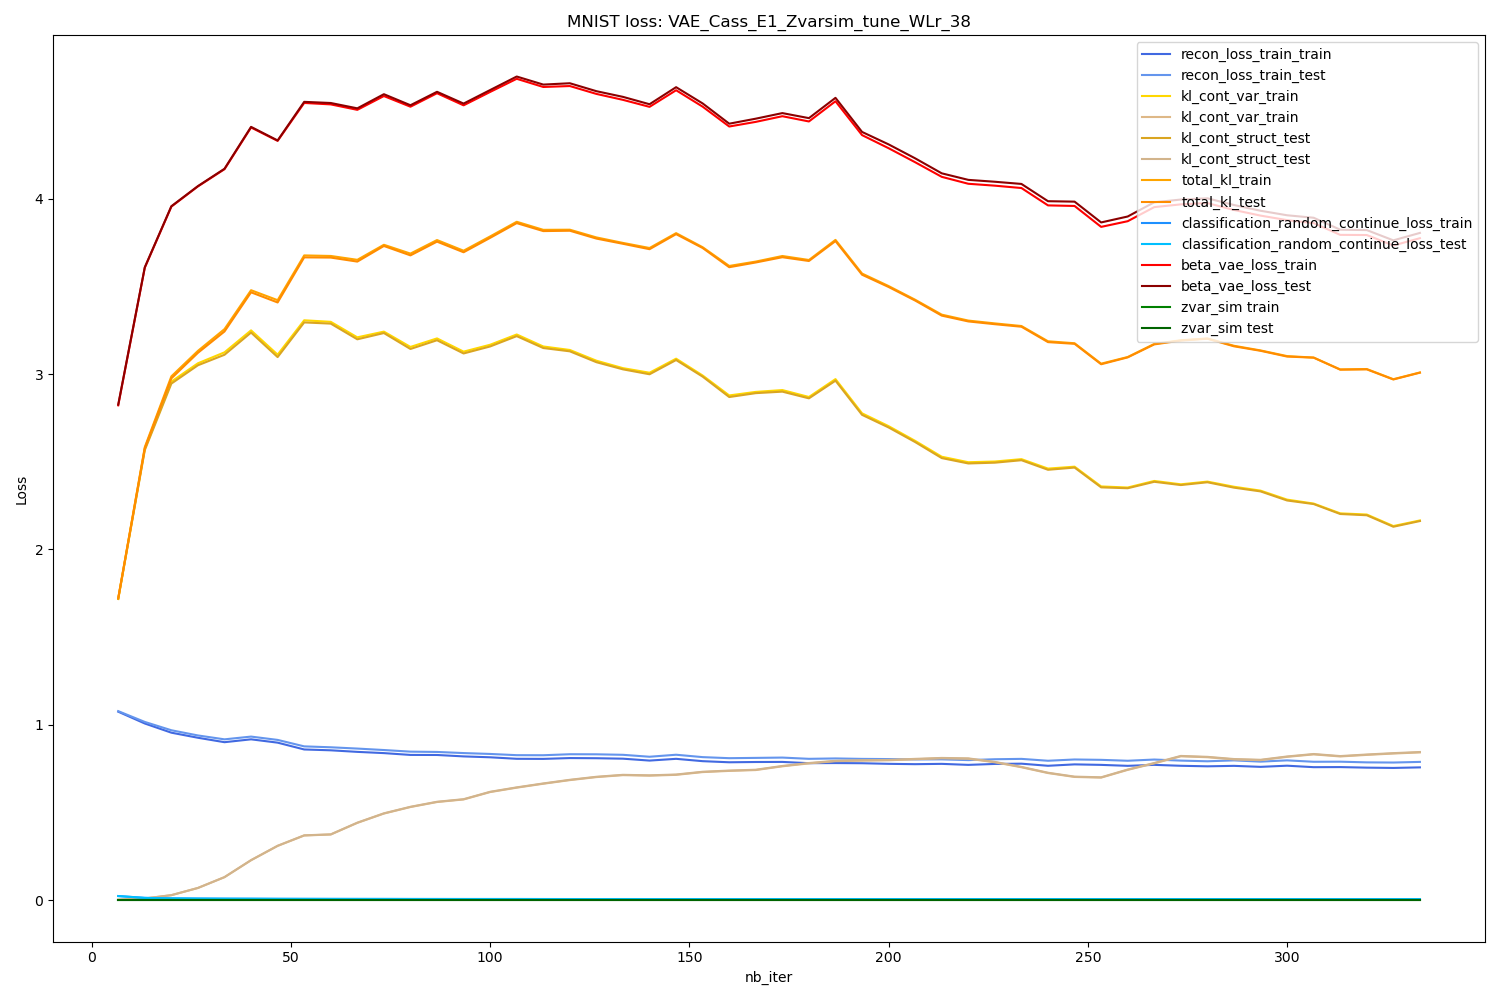 MNIST loss: VAE_Cass_E1_Zvarsim_tune_WLr_38
recon_loss_train_train
recon_loss_train_test
kl_cont_var_train
kl_cont_var_train
kl_cont_struct_test
kl_cont_struct_test
total_kl_train
total_kl_test
classification_random_continue_loss_train
classification_random_continue_loss_test
beta_vae_loss_train
beta_vae_loss_test
zvar_sim train
zvar_sim test
Loss
4
3
2
1
0
0
50
100
150
200
250
300
nb_iter